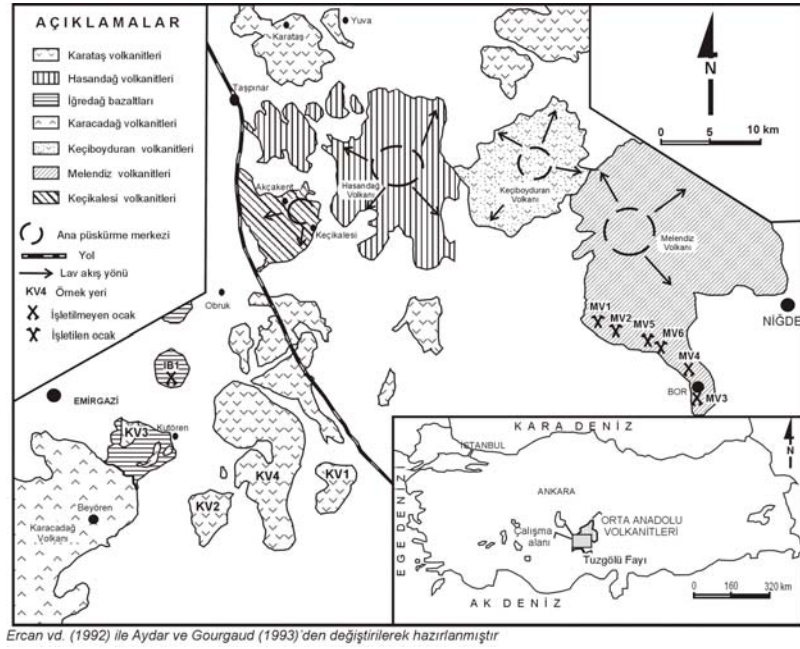 AÇIKLAMALAR
Karataş volkanitleri
Hasandağ volkanitleri
İğredağ bazaltları
Karacadağ volkanitleri
Keçiboyduran volkanitleri
Melendiz volkanitleri
Keçikalesi volkanitleri
Ana püskürme merkezi
Yol
Lav akış yönü
KV4 Örnek yeri
İşletilmeyen ocak
İşletilen ocak
Karataş
Yuva
Taşpınar
N
0 5 10 km
Akçakent
Keçikalesi
Hasandağ
Volkanı
Keçiboyduran
Volkanı
Melendiz
Volkanı
Obruk
NİĞDE
MV1
MV2
MV5
MV6
MV4
BOR
MV3
IB1
EMİRGAZİ
Kutören
KV3
KV4
KV1
KV2
Beyören
Karacadağ
Volkanı
KARA DENİZ
N
İSTANBUL
ANKARA
EGE DENİZİ
ORTA ANADOLU
VOLKANİTLERİ
Çalışma
alanı
Tuzgölü Fayı
AK DENİZ
0 160 320 km
Ercan vd. (1992) ile Aydar ve Gourgaud (1993)'den değiştirilerek hazırlanmıştır